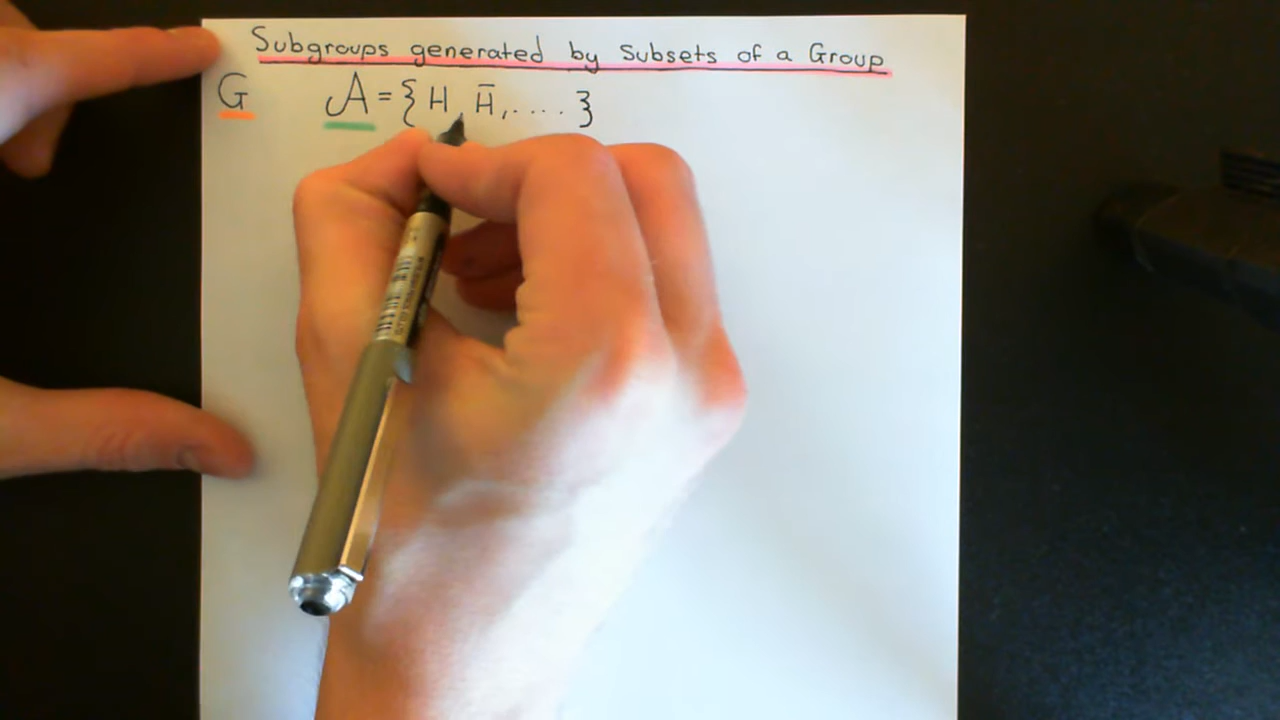 Subgroups generated by Subsets of a Group
G 𝒜 = { H, H̄, .... }